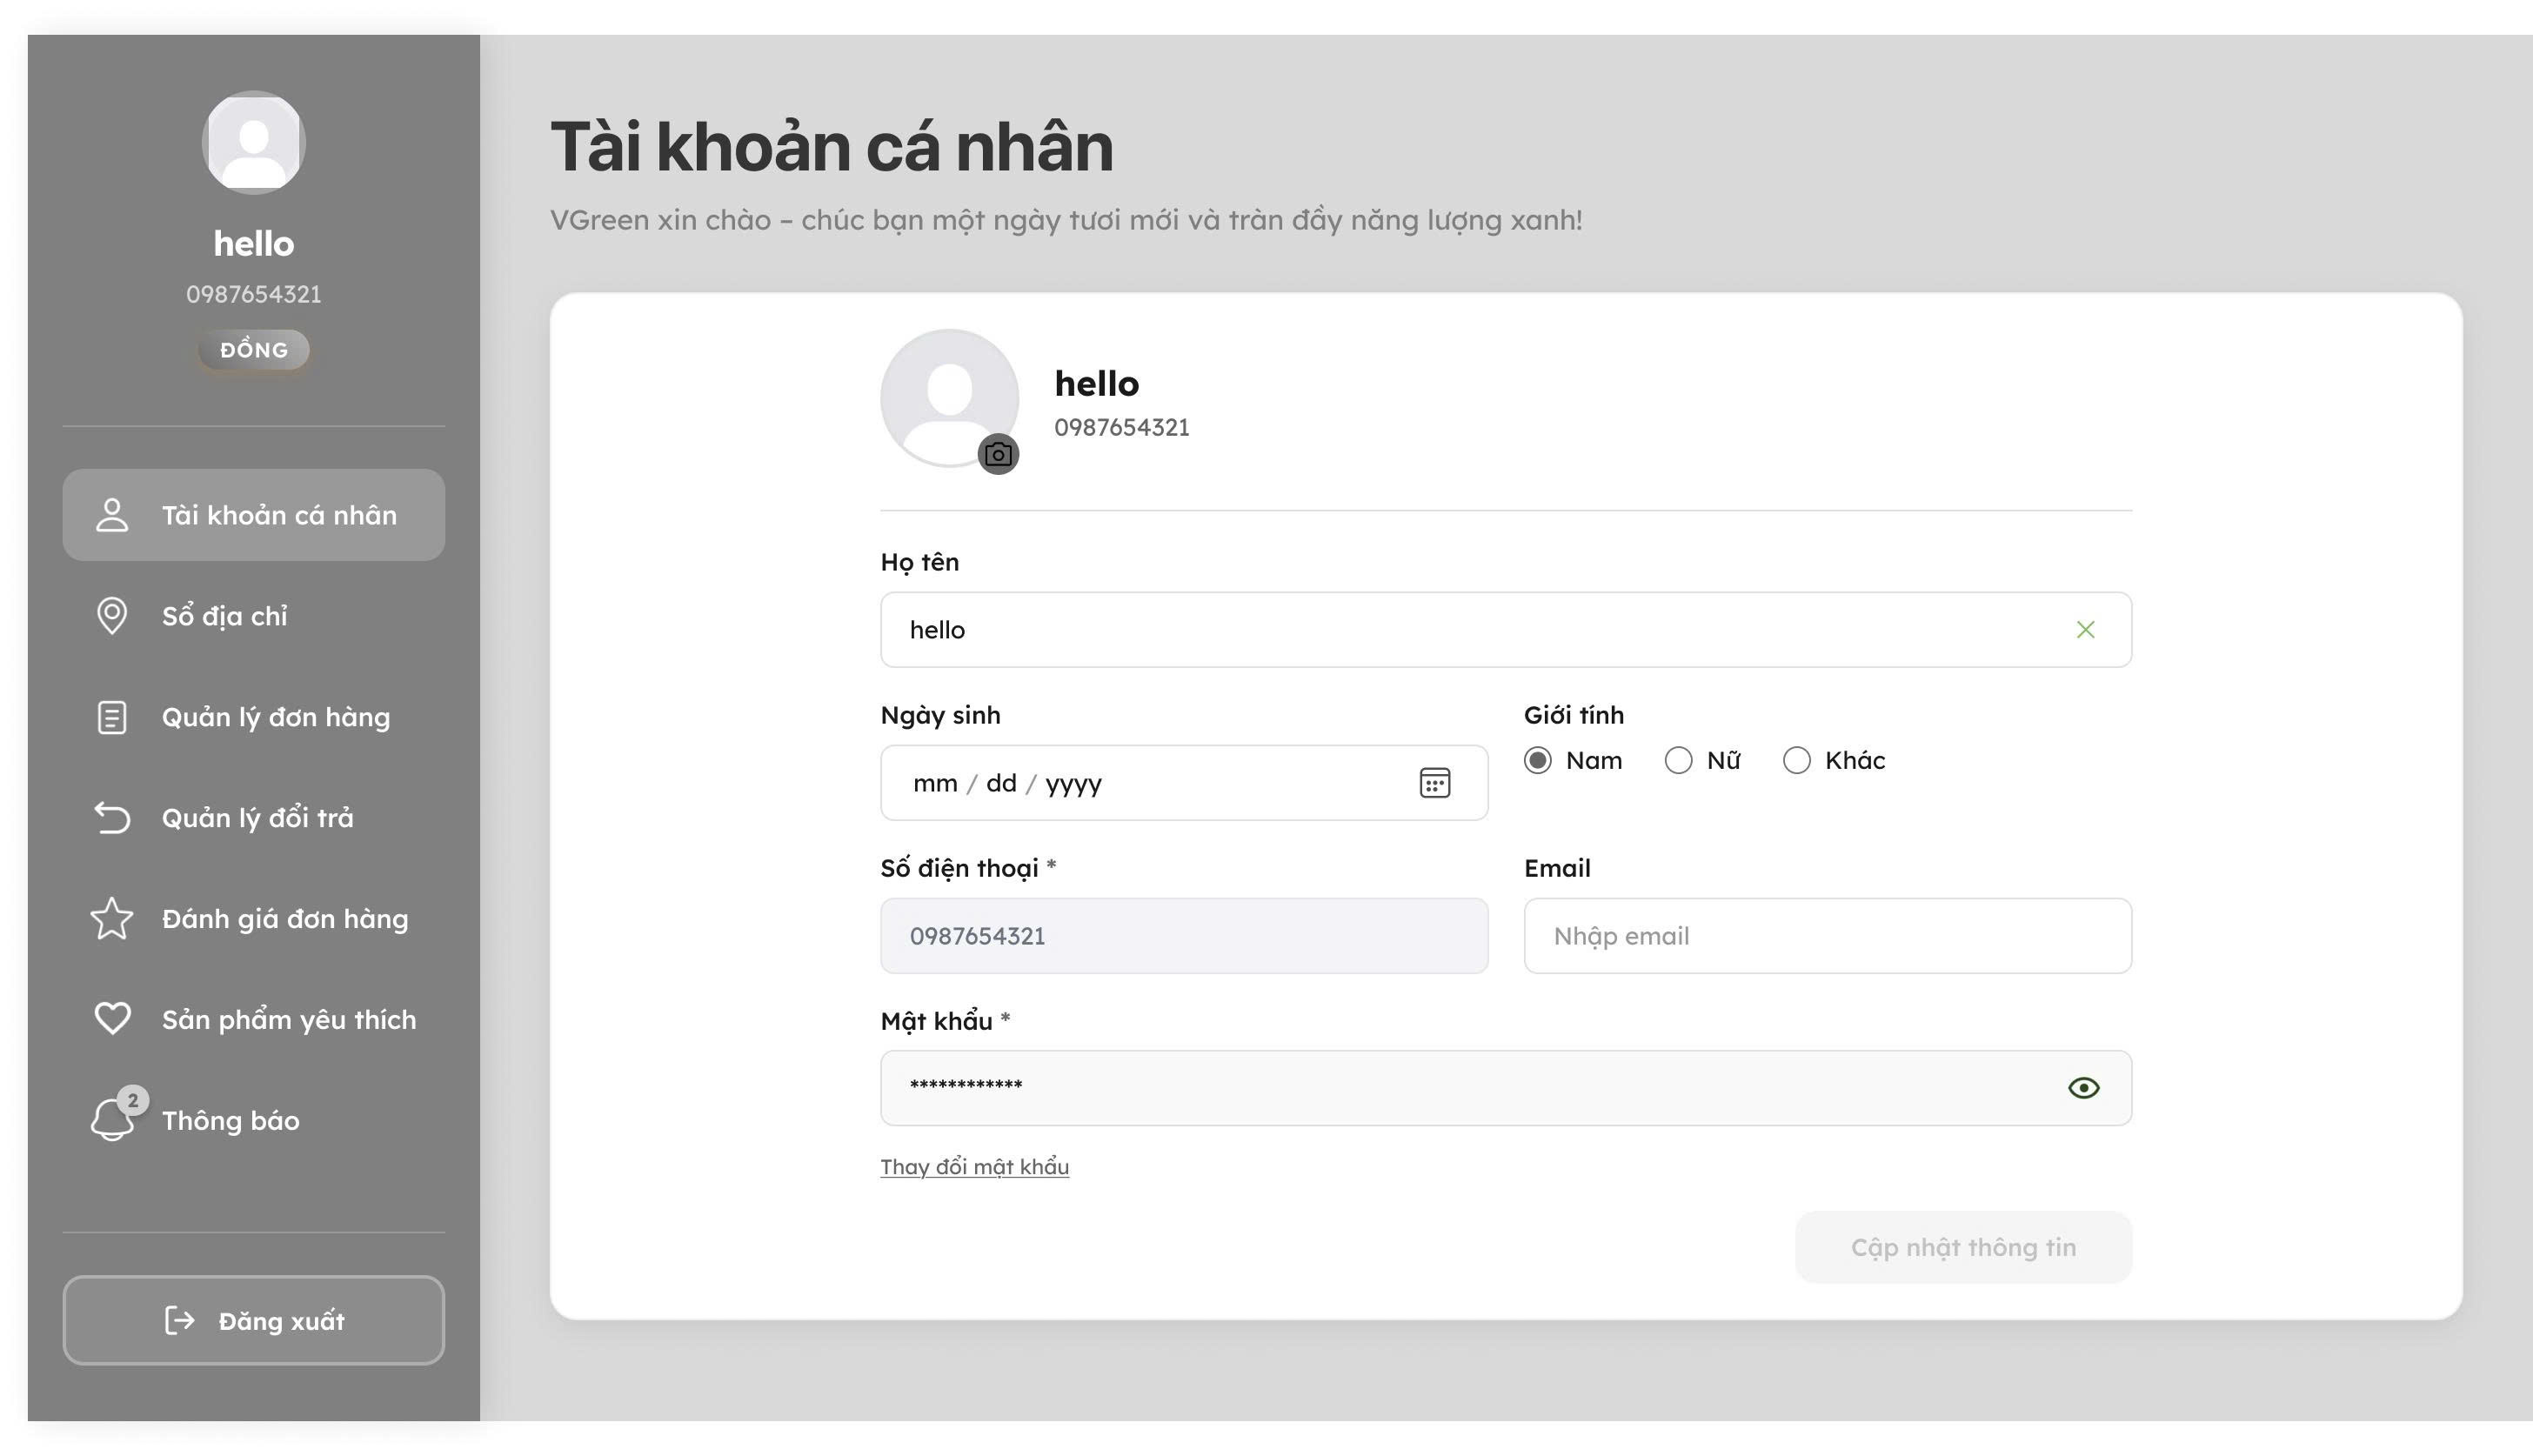 hello
0987654321
ĐỒNG
Tài khoản cá nhân
Sổ địa chỉ
Quản lý đơn hàng
Quản lý đổi trả
Đánh giá đơn hàng
Sản phẩm yêu thích
2
Thông báo
Đăng xuất
Tài khoản cá nhân
VGreen xin chào – chúc bạn một ngày tươi mới và tràn đầy năng lượng xanh!
hello
0987654321
Họ tên
hello
Ngày sinh
mm / dd / yyyy
Giới tính
Nam Nữ Khác
Số điện thoại *
0987654321
Email
Nhập email
Mật khẩu *
************
Thay đổi mật khẩu
Cập nhật thông tin